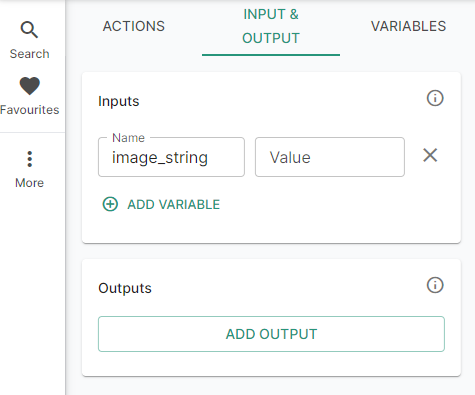 Search
Favourites
More
ACTIONS
INPUT &
OUTPUT
VARIABLES
Inputs
Name
image_string
Value
ADD VARIABLE
Outputs
ADD OUTPUT